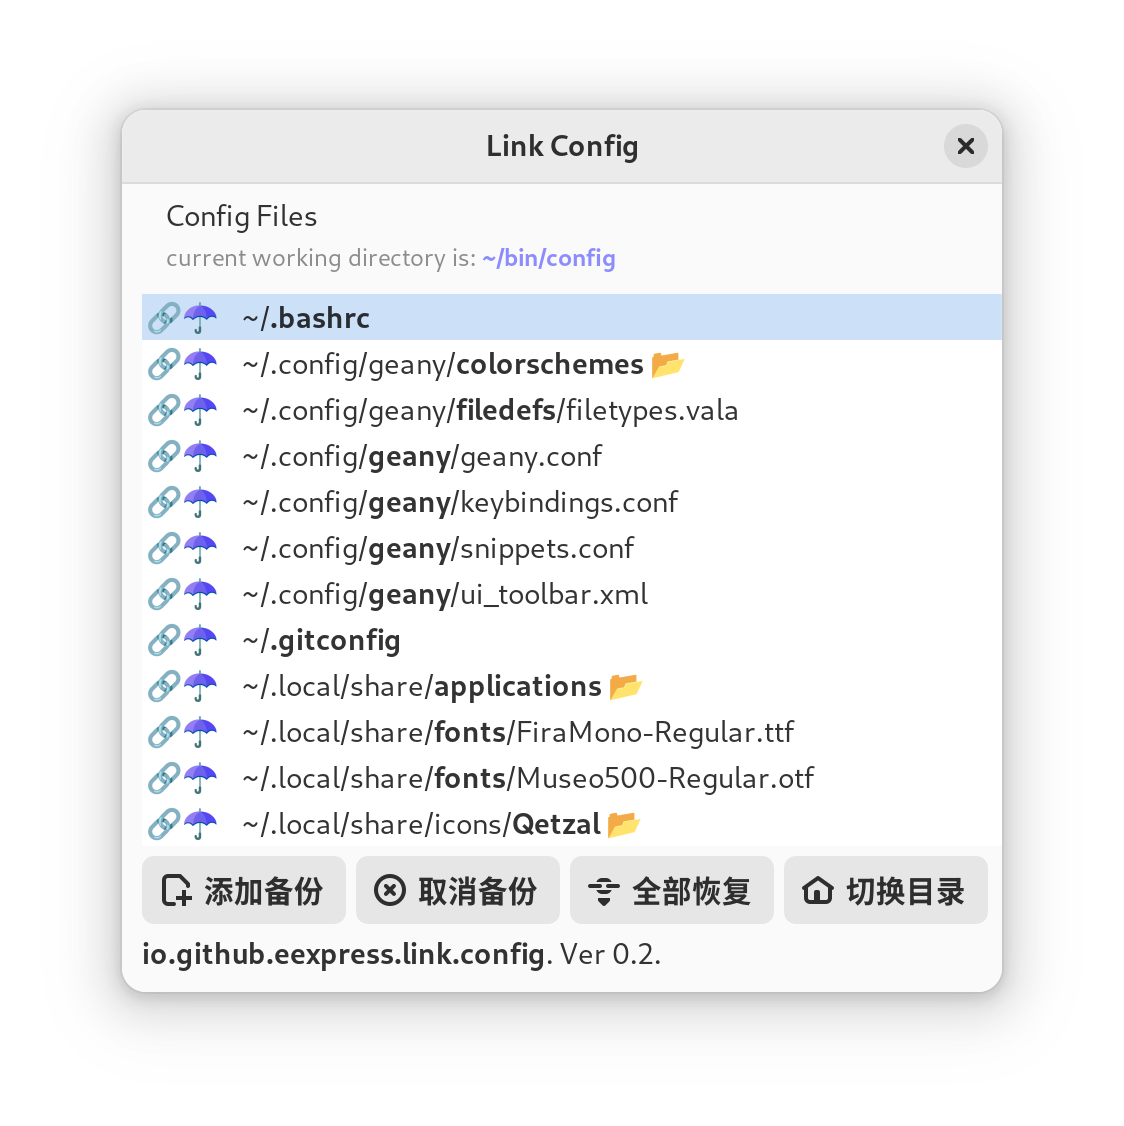 Link Config
Config Files
current working directory is: ~/bin/config
~/.bashrc
~/.config/geany/colorschemes
~/.config/geany/filedefs/filetypes.vala
~/.config/geany/geany.conf
~/.config/geany/keybindings.conf
~/.config/geany/snippets.conf
~/.config/geany/ui_toolbar.xml
~/.gitconfig
~/.local/share/applications
~/.local/share/fonts/FiraMono-Regular.ttf
~/.local/share/fonts/Museo500-Regular.otf
~/.local/share/icons/Qetzal
添加备份 取消备份 全部恢复 切换目录
io.github.eexpress.link.config. Ver 0.2.